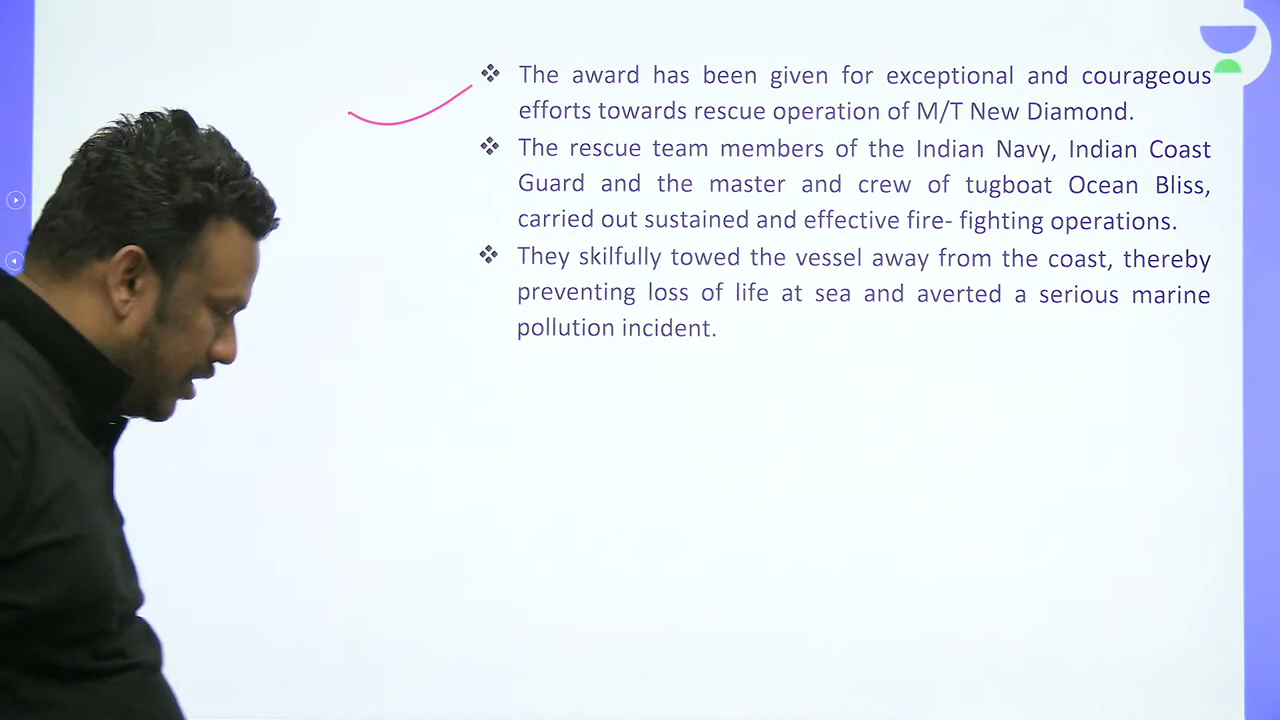 ❖ The award has been given for exceptional and courageous
efforts towards rescue operation of M/T New Diamond.
❖ The rescue team members of the Indian Navy, Indian Coast
Guard and the master and crew of tugboat Ocean Bliss,
carried out sustained and effective fire- fighting operations.
❖ They skilfully towed the vessel away from the coast, thereby
preventing loss of life at sea and averted a serious marine
pollution incident.